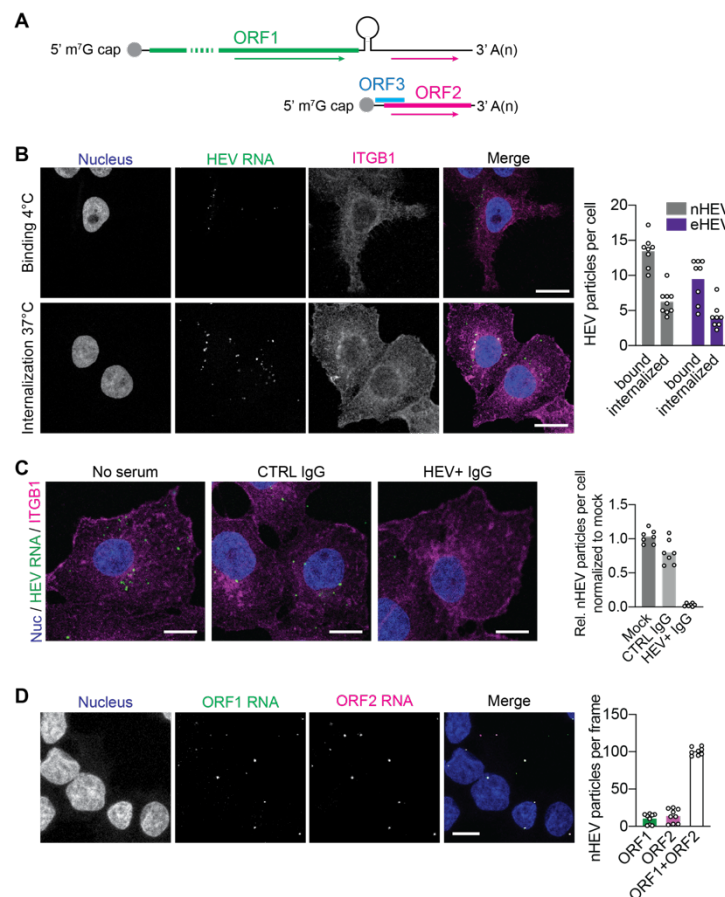 A
5' m⁷G cap
ORF1
3' A(n)
ORF3
ORF2
5' m⁷G cap
3' A(n)
B
Nucleus
HEV RNA
ITGB1
Merge
Binding 4°C
Internalization 37°C
HEV particles per cell
20
15
10
5
0
nHEV
eHEV
bound
internalized
bound
internalized
C
No serum
CTRL IgG
HEV+ IgG
Nuc / HEV RNA / ITGB1
Rel. nHEV particles per cell
normalized to mock
1.5
1.0
0.5
0.0
Mock
CTRL IgG
HEV+ IgG
D
Nucleus
ORF1 RNA
ORF2 RNA
Merge
nHEV particles per frame
150
100
50
0
ORF1
ORF2
ORF1+ORF2